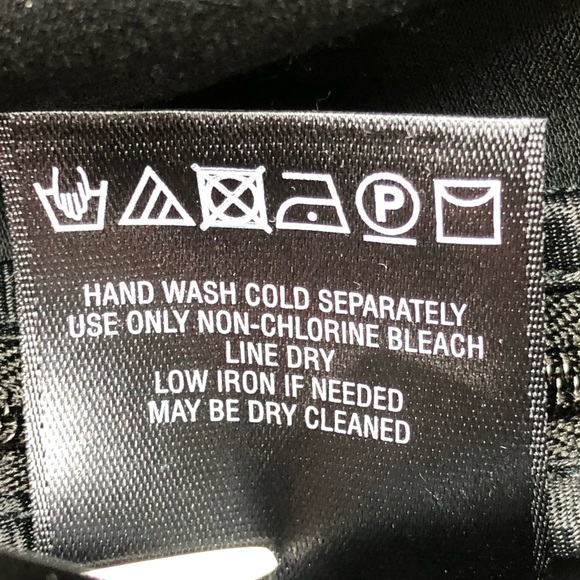 P
HAND WASH COLD SEPARATELY
USE ONLY NON-CHLORINE BLEACH
LINE DRY
LOW IRON IF NEEDED
MAY BE DRY CLEANED